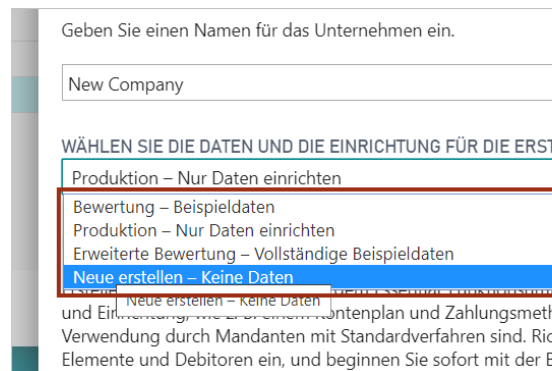 Geben Sie einen Namen für das Unternehmen ein.
New Company
WÄHLEN SIE DIE DATEN UND DIE EINRICHTUNG FÜR DIE ERST
Produktion – Nur Daten einrichten
Bewertung – Beispieldaten
Produktion – Nur Daten einrichten
Erweiterte Bewertung – Vollständige Beispieldaten
Neue erstellen – Keine Daten
Neue erstellen – Keine Daten
und Einrichtung, wie z. B. einem Kontenplan und Zahlungsmeth
Verwendung durch Mandanten mit Standardverfahren sind. Ric
Elemente und Debitoren ein, und beginnen Sie sofort mit der E